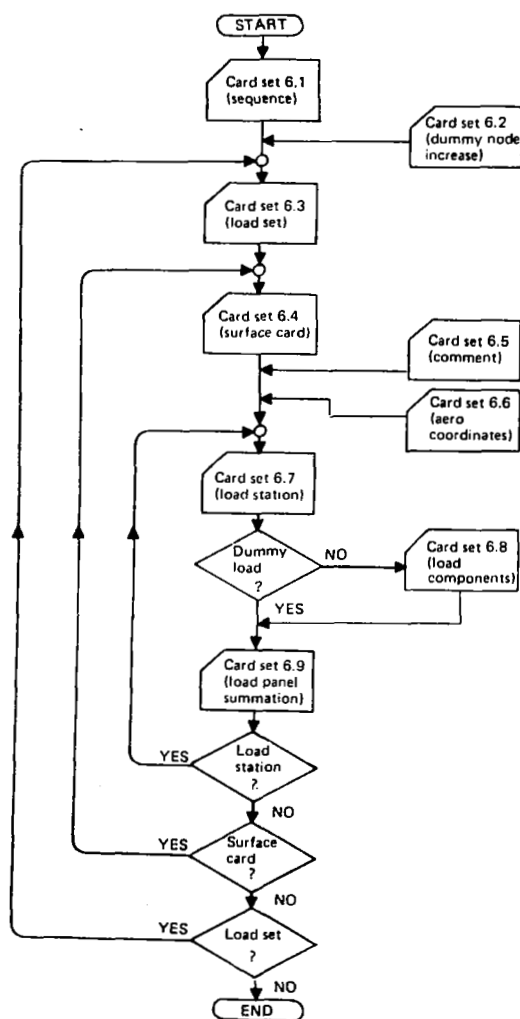 START
Card set 6.1
(sequence)
Card set 6.2
(dummy node
increase)
Card set 6.3
(load set)
Card set 6.4
(surface card)
Card set 6.5
(comment)
Card set 6.6
(aero
coordinates)
Card set 6.7
(load station)
Dummy
load
?
NO
Card set 6.8
(load
components)
YES
Card set 6.9
(load panel
summation)
YES
Load
station
?
NO
YES
Surface
card
?
NO
YES
Load set
?
NO
END